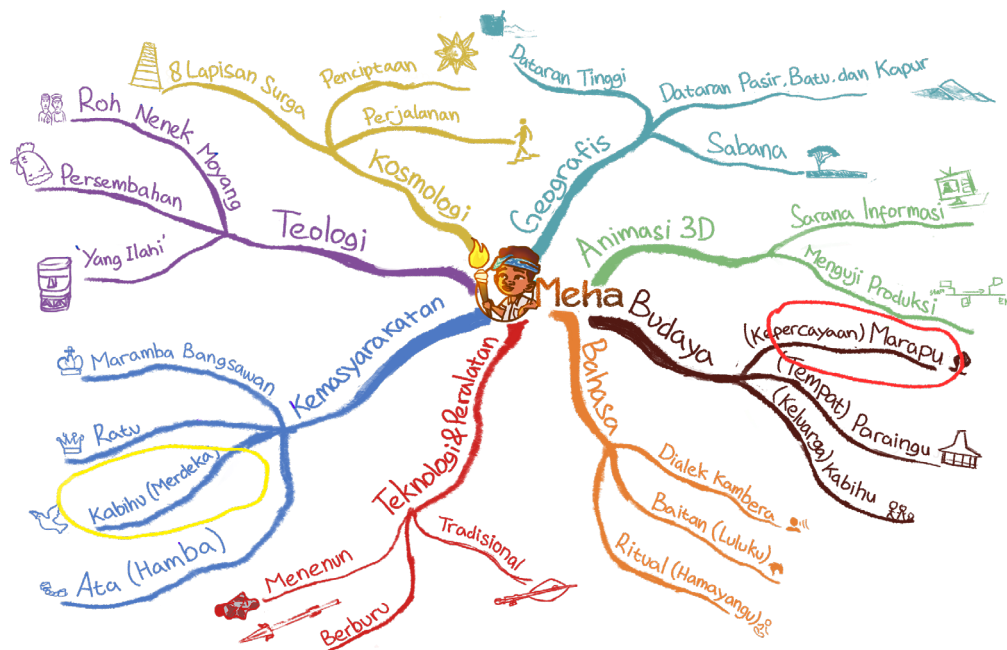 Meha
Geografis
Dataran Tinggi
Dataran Pasir, Batu, dan Kapur
Sabana
Animasi 3D
Sarana Informasi
Menguji Produksi
Budaya
(Kepercayaan) Marapu
(Tempat) Paraingu
(Keluarga) Kabihu
Bahasa
Dialek Kambera
Baitan (Luluku)
Ritual (Hamayangu)
Teknologi & Peralatan
Tradisional
Berburu
Menenun
Kemasyarakatan
Maramba Bangsawan
Ratu
Kabihu (Merdeka)
Ata (Hamba)
Teologi
Roh Nenek Moyang
Persembahan
'Yang Ilahi'
Kosmologi
8 Lapisan Surga
Penciptaan
Perjalanan